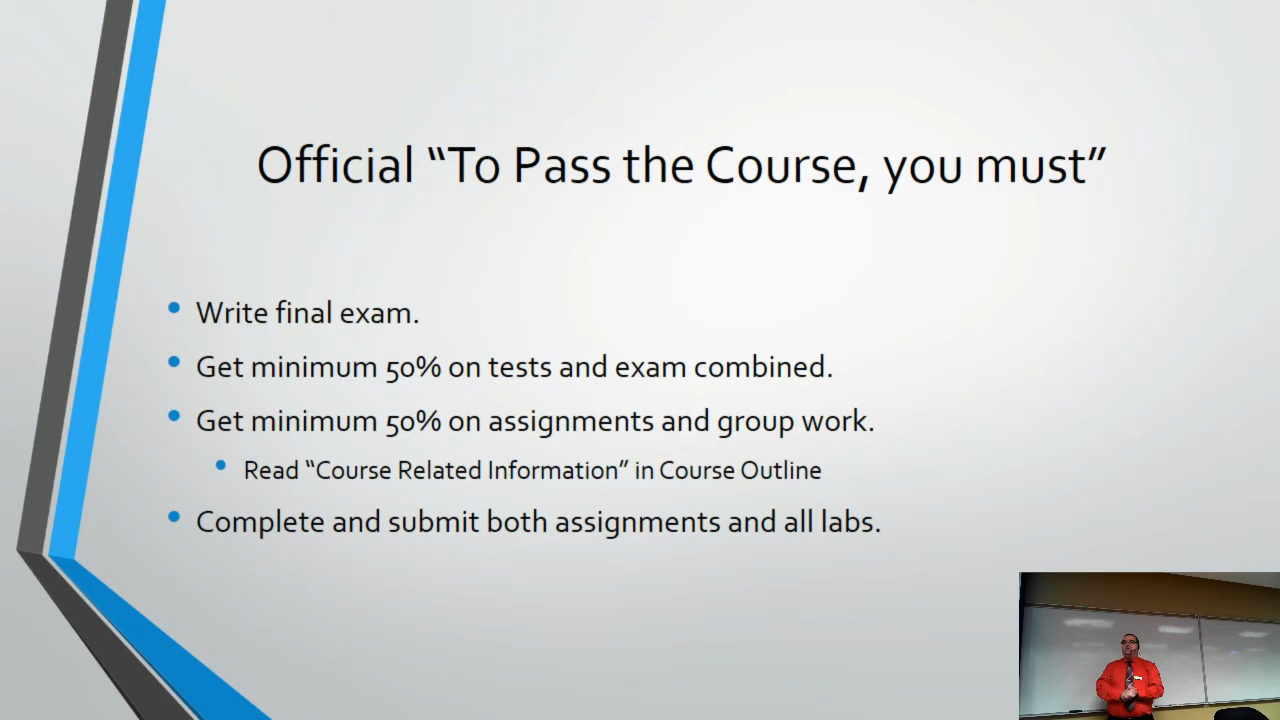 Official “To Pass the Course, you must”
Write final exam.
Get minimum 50% on tests and exam combined.
Get minimum 50% on assignments and group work.
Read “Course Related Information” in Course Outline
Complete and submit both assignments and all labs.